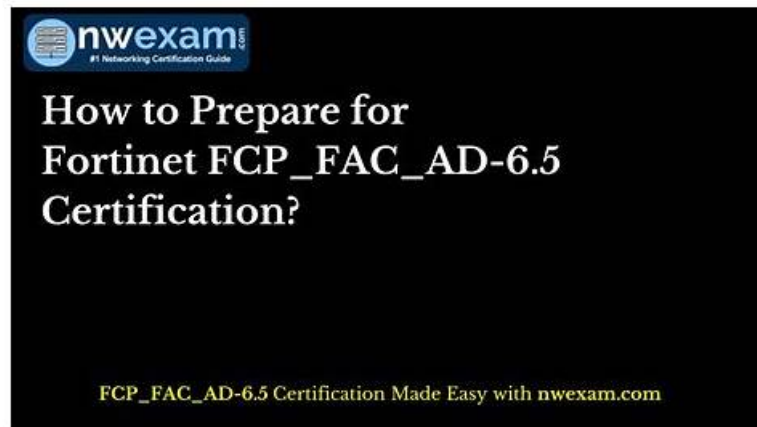 nwexam.com
#1 Networking Certification Guide
How to Prepare for
Fortinet FCP_FAC_AD-6.5
Certification?
FCP_FAC_AD-6.5 Certification Made Easy with nwexam.com